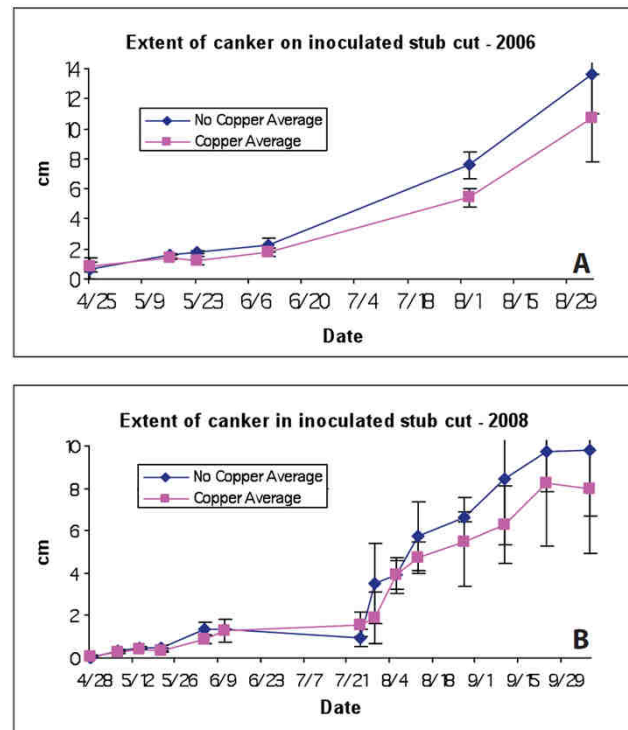 Extent of canker on inoculated stub cut - 2006
14
12
10
8
6
4
2
0
cm
No Copper Average
Copper Average
A
4/25 5/9 5/23 6/6 6/20 7/4 7/18 8/1 8/15 8/29
Date
Extent of canker in inoculated stub cut - 2008
10
8
6
4
2
0
cm
No Copper Average
Copper Average
B
4/28 5/12 5/26 6/9 6/23 7/7 7/21 8/4 8/18 9/1 9/15 9/29
Date